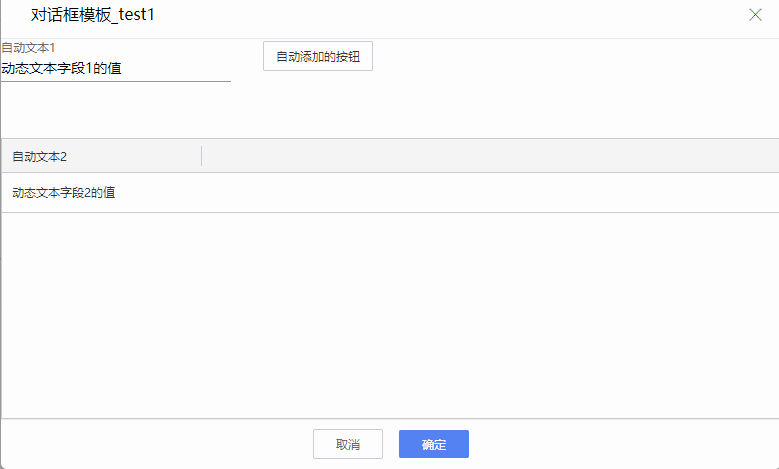 对话框模板_test1
自动文本1
动态文本字段1的值
自动添加的按钮
自动文本2
动态文本字段2的值
取消
确定